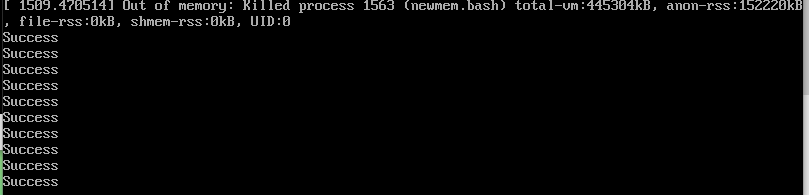 [ 1509.470514] Out of memory: Killed process 1563 (newmem.bash) total-vm:445304kB, anon-rss:152220kB
, file-rss:0kB, shmem-rss:0kB, UID:0
Success
Success
Success
Success
Success
Success
Success
Success
Success
Success